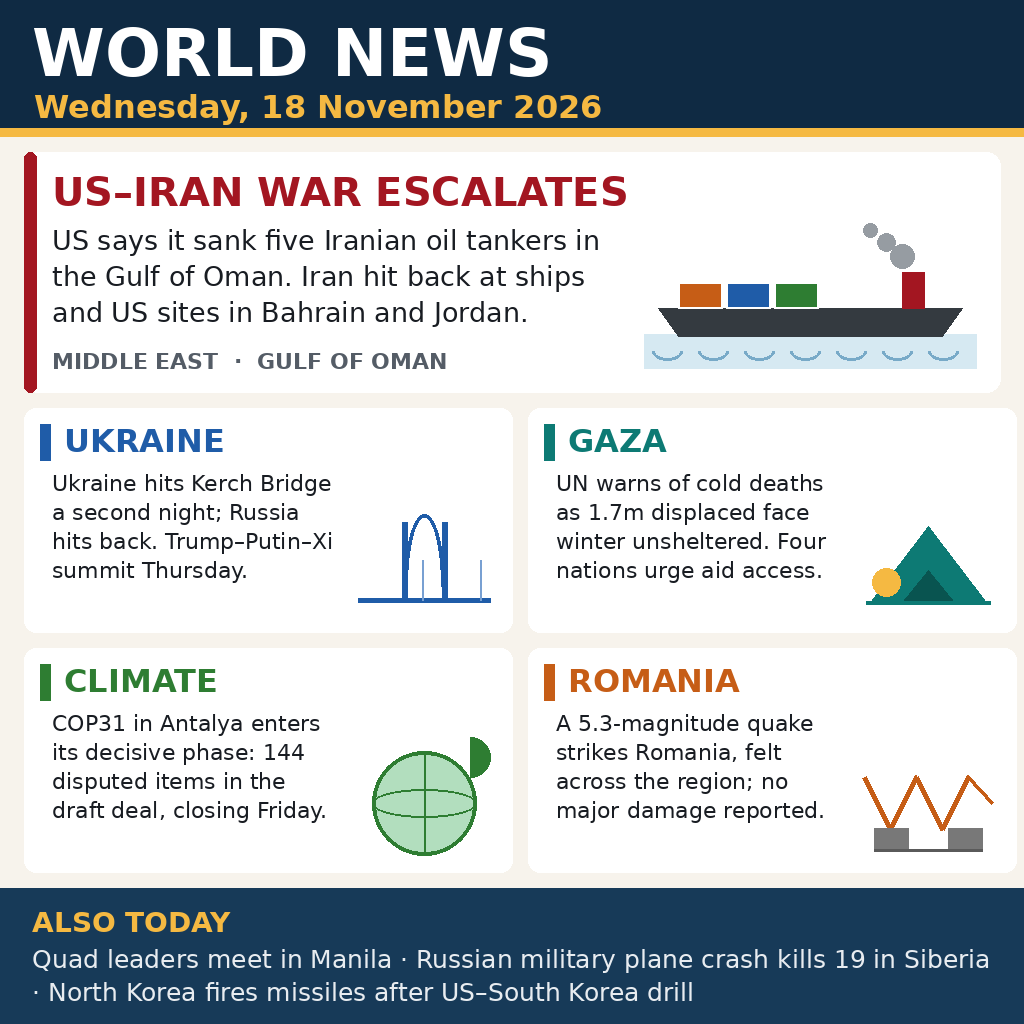 WORLD NEWS
Wednesday, 18 November 2026
US–IRAN WAR ESCALATES
US says it sank five Iranian oil tankers in
the Gulf of Oman. Iran hit back at ships
and US sites in Bahrain and Jordan.
MIDDLE EAST · GULF OF OMAN
UKRAINE
Ukraine hits Kerch Bridge
a second night; Russia
hits back. Trump–Putin–Xi
summit Thursday.
GAZA
UN warns of cold deaths
as 1.7m displaced face
winter unsheltered. Four
nations urge aid access.
CLIMATE
COP31 in Antalya enters
its decisive phase: 144
disputed items in the
draft deal, closing Friday.
ROMANIA
A 5.3-magnitude quake
strikes Romania, felt
across the region; no
major damage reported.
ALSO TODAY
Quad leaders meet in Manila · Russian military plane crash kills 19 in Siberia
· North Korea fires missiles after US–South Korea drill